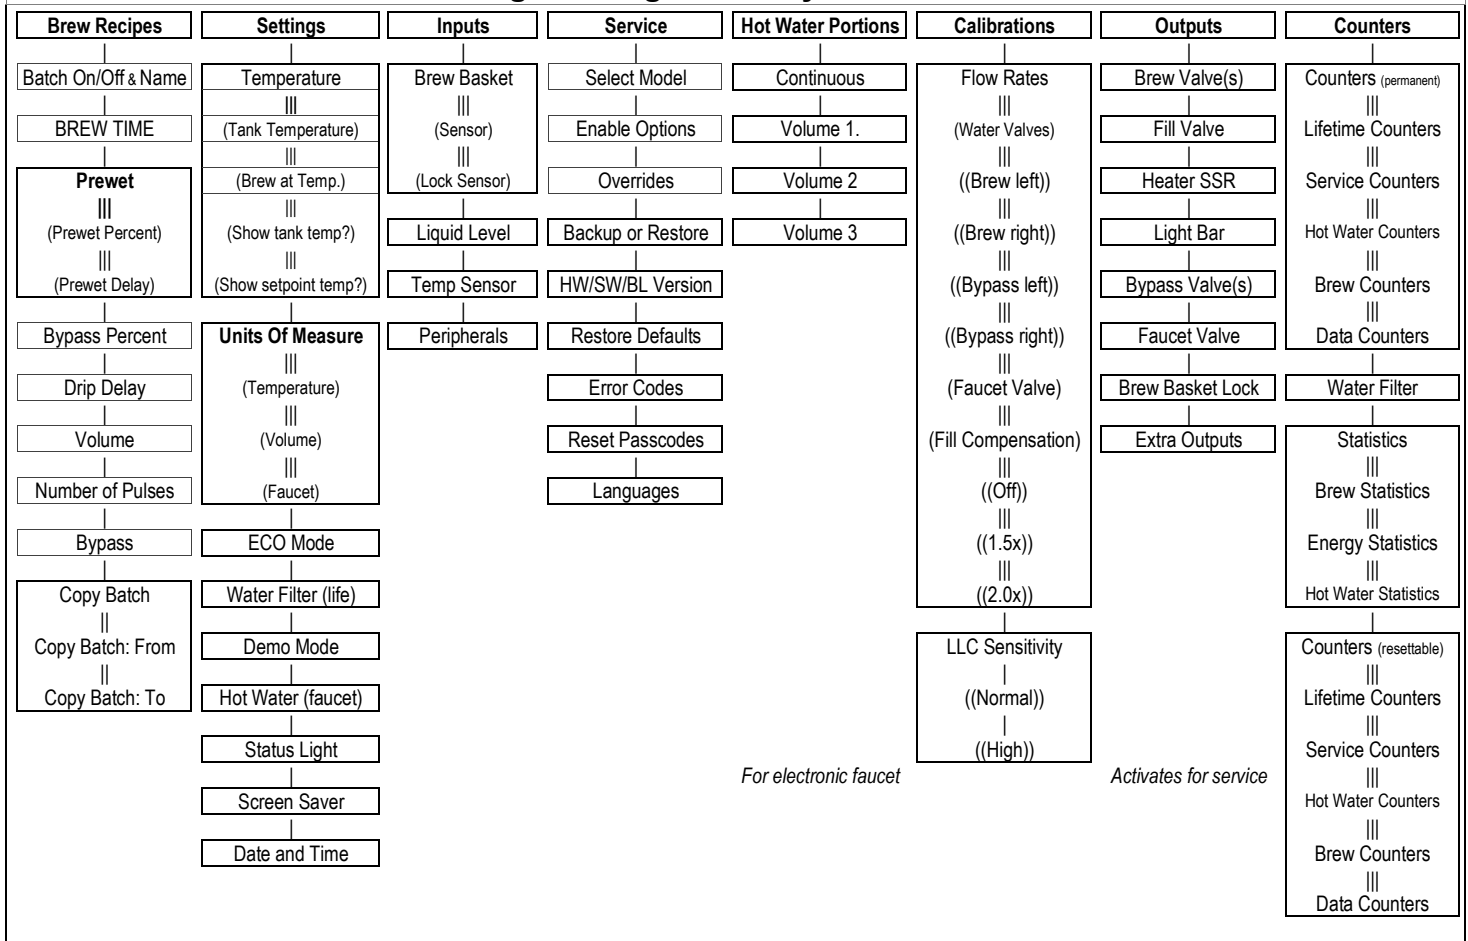 Brew Recipes
Batch On/Off & Name
BREW TIME
Prewet
(Prewet Percent)
(Prewet Delay)
Bypass Percent
Drip Delay
Volume
Number of Pulses
Bypass
Copy Batch
Copy Batch: From
Copy Batch: To
Settings
Temperature
(Tank Temperature)
(Brew at Temp.)
(Show tank temp?)
(Show setpoint temp?)
Units Of Measure
(Temperature)
(Volume)
(Faucet)
ECO Mode
Water Filter (life)
Demo Mode
Hot Water (faucet)
Status Light
Screen Saver
Date and Time
Inputs
Brew Basket
(Sensor)
(Lock Sensor)
Liquid Level
Temp Sensor
Peripherals
Service
Select Model
Enable Options
Overrides
Backup or Restore
HW/SW/BL Version
Restore Defaults
Error Codes
Reset Passcodes
Languages
Hot Water Portions
Continuous
Volume 1.
Volume 2
Volume 3
For electronic faucet
Calibrations
Flow Rates
(Water Valves)
((Brew left))
((Brew right))
((Bypass left))
((Bypass right))
(Faucet Valve)
(Fill Compensation)
((Off))
((1.5x))
((2.0x))
LLC Sensitivity
((Normal))
((High))
Outputs
Brew Valve(s)
Fill Valve
Heater SSR
Light Bar
Bypass Valve(s)
Faucet Valve
Brew Basket Lock
Extra Outputs
Activates for service
Counters
Counters (permanent)
Lifetime Counters
Service Counters
Hot Water Counters
Brew Counters
Data Counters
Water Filter
Statistics
Brew Statistics
Energy Statistics
Hot Water Statistics
Counters (resettable)
Lifetime Counters
Service Counters
Hot Water Counters
Brew Counters
Data Counters